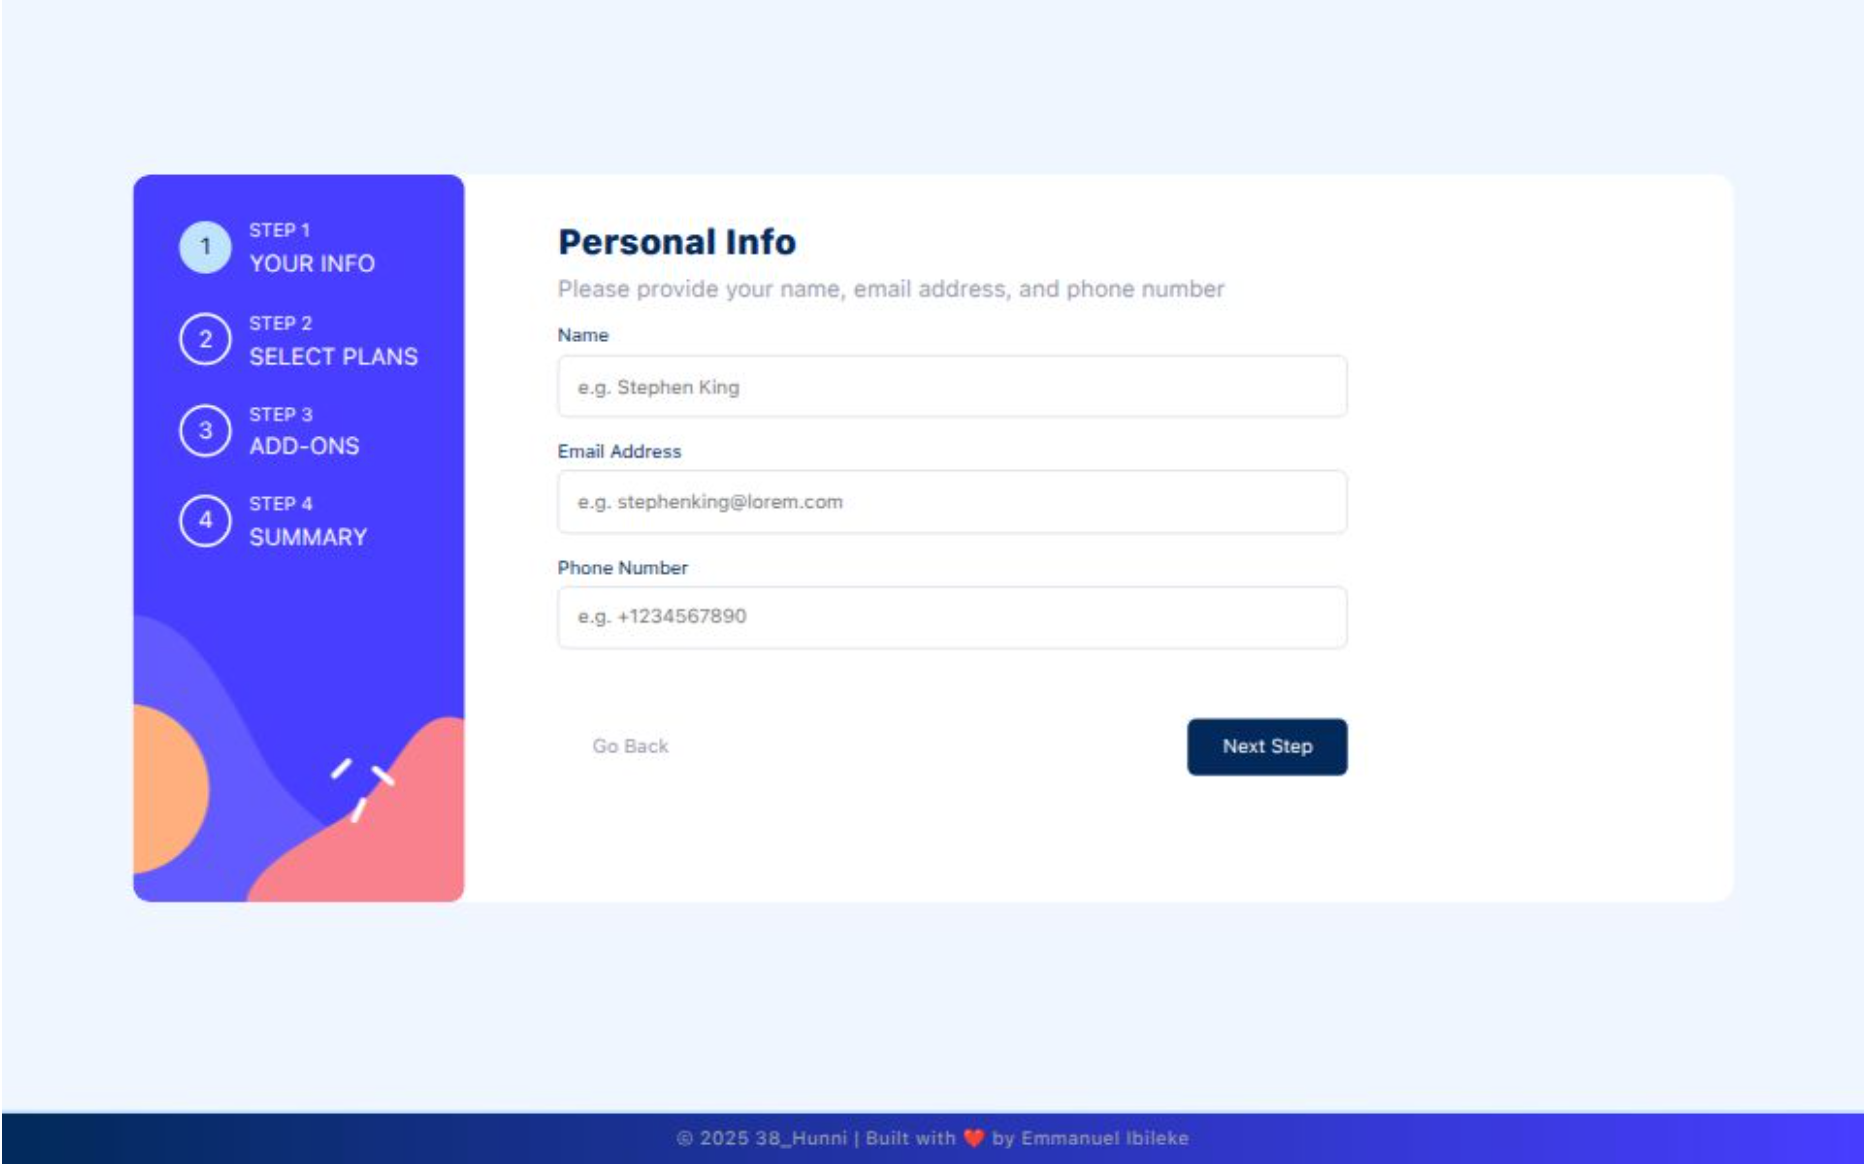 1
STEP 1
YOUR INFO
2
STEP 2
SELECT PLANS
3
STEP 3
ADD-ONS
4
STEP 4
SUMMARY
Personal Info
Please provide your name, email address, and phone number
Name
e.g. Stephen King
Email Address
e.g. stephenking@lorem.com
Phone Number
e.g. +1234567890
Go Back
Next Step
© 2025 38_Hunni | Built with ❤️ by Emmanuel Ibileke